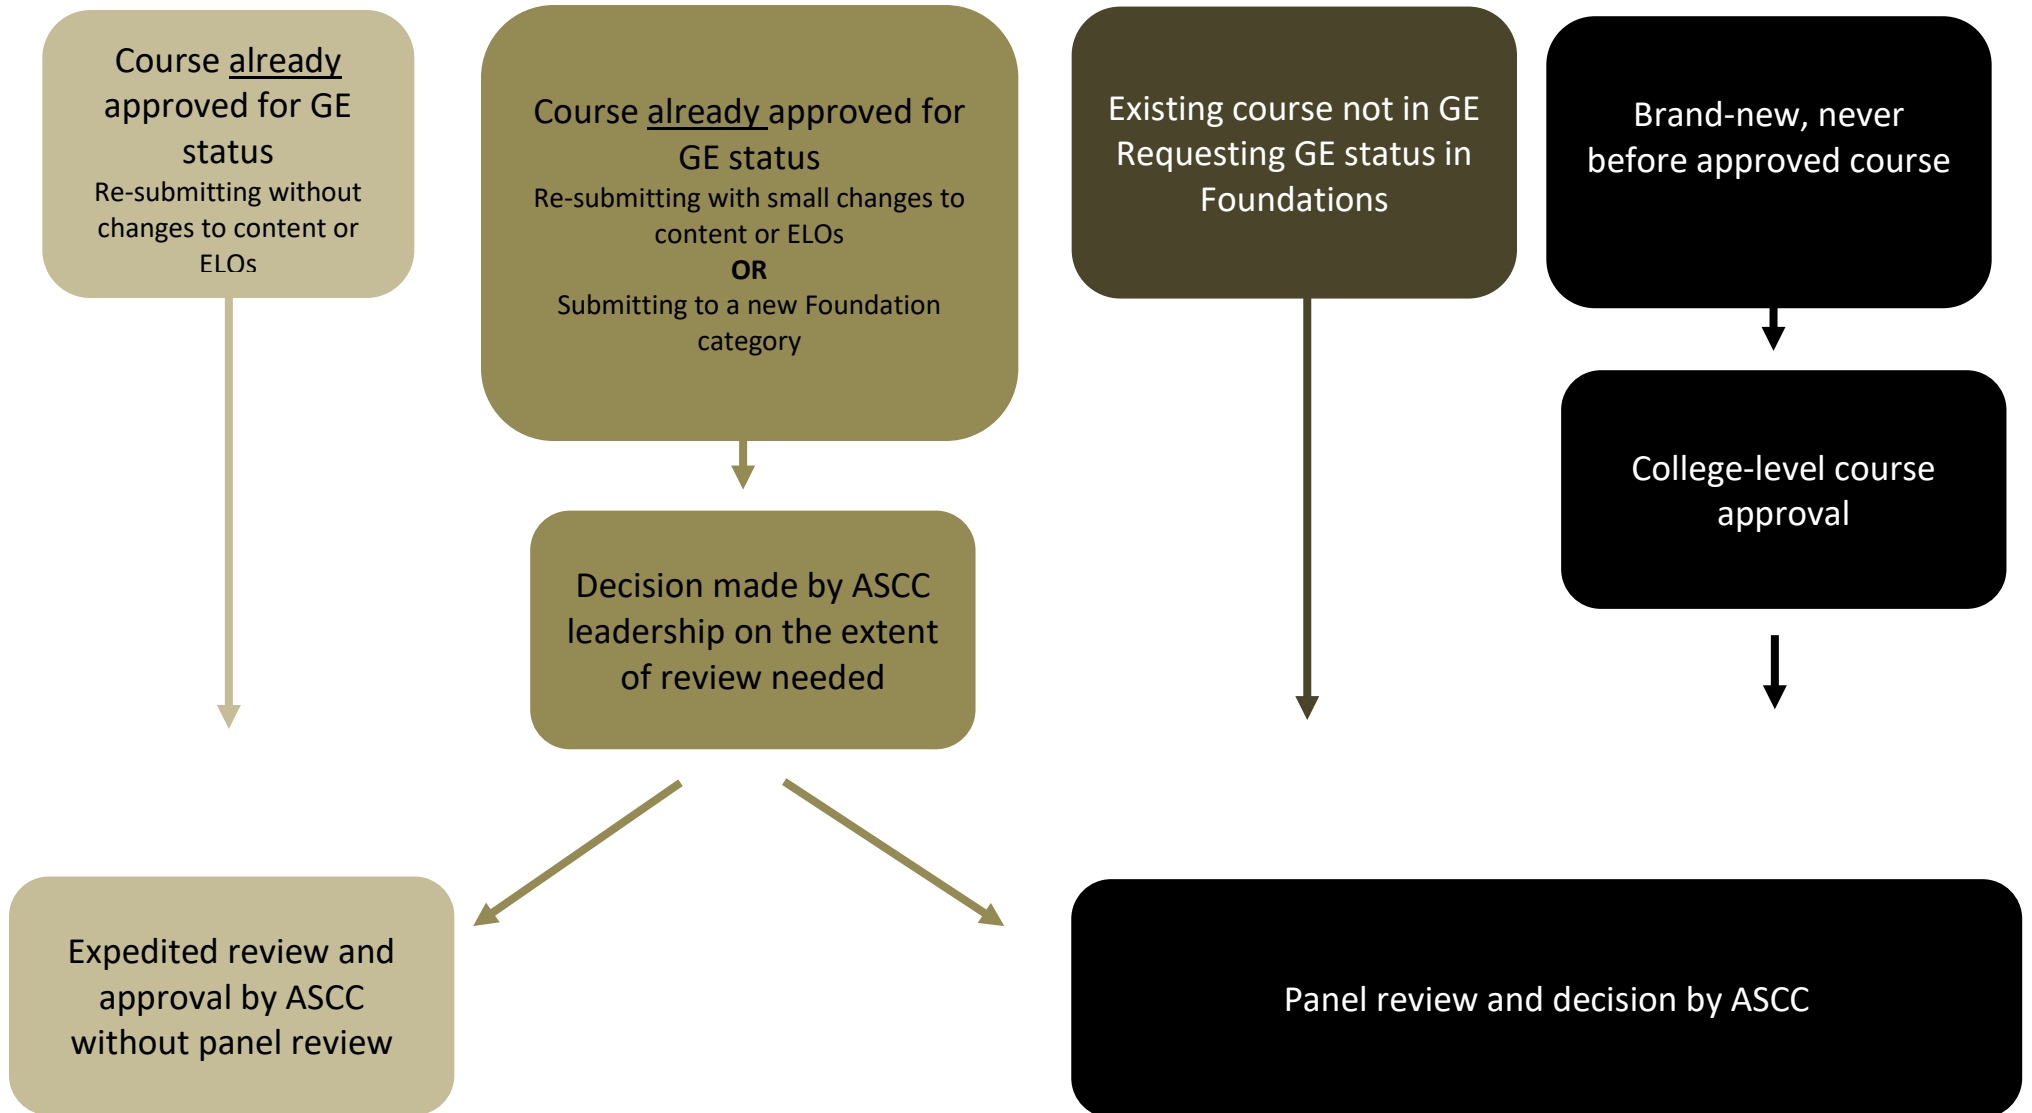 Course already
approved for GE
status
Re-submitting without
changes to content or
ELOs
Course already approved for
GE status
Re-submitting with small changes to
content or ELOs
OR
Submitting to a new Foundation
category
Existing course not in GE
Requesting GE status in
Foundations
Brand-new, never
before approved course
College-level course
approval
Decision made by ASCC
leadership on the extent
of review needed
Expedited review and
approval by ASCC
without panel review
Panel review and decision by ASCC